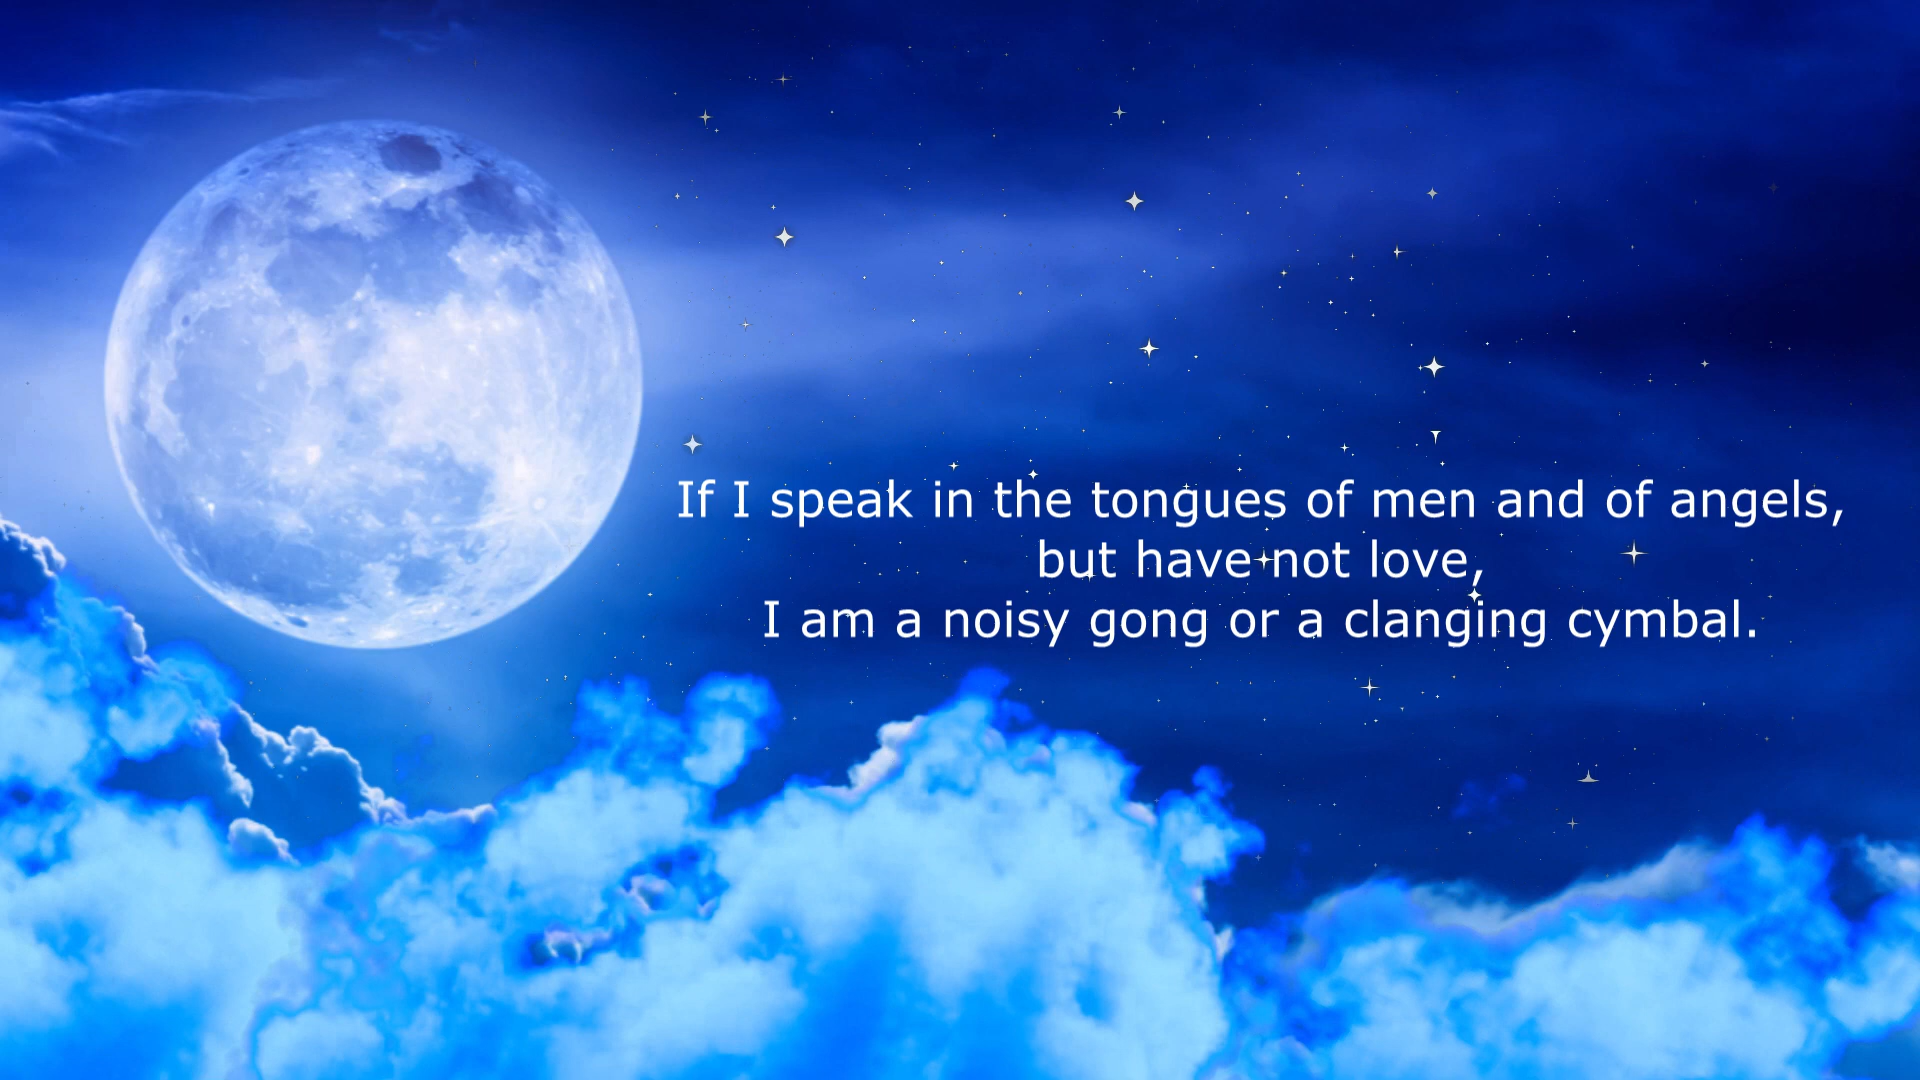 If I speak in the tongues of men and of angels,
but have not love,
I am a noisy gong or a clanging cymbal.